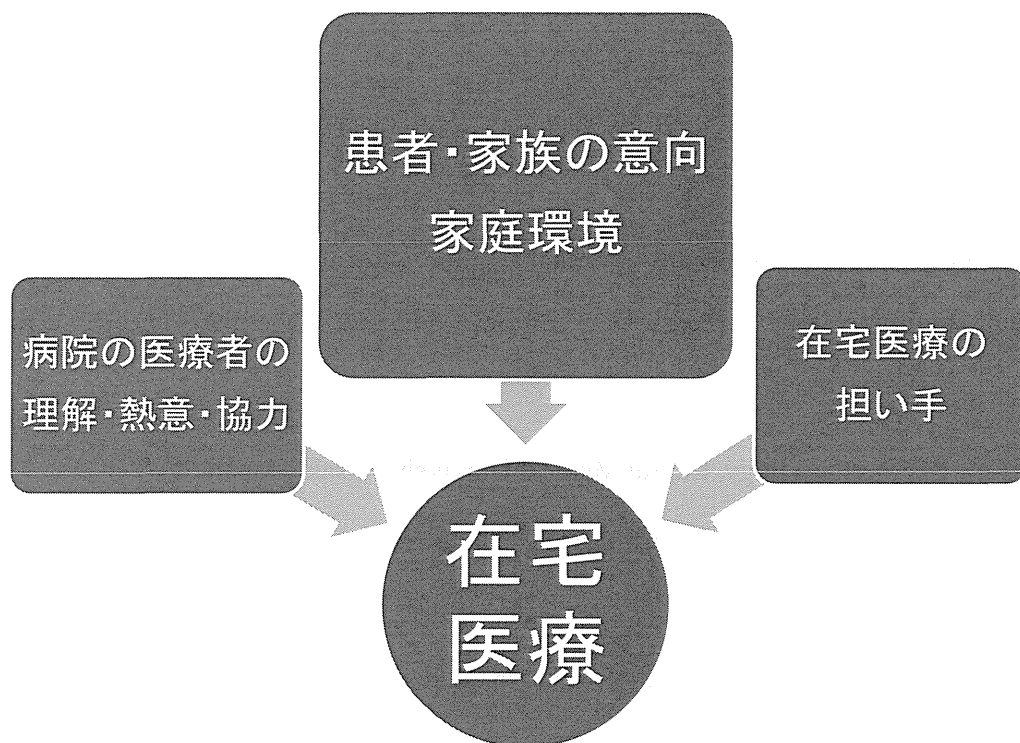 患者・家族の意向
家庭環境
病院の医療者の
理解・熱意・協力
在宅医療の
担い手
在宅
医療